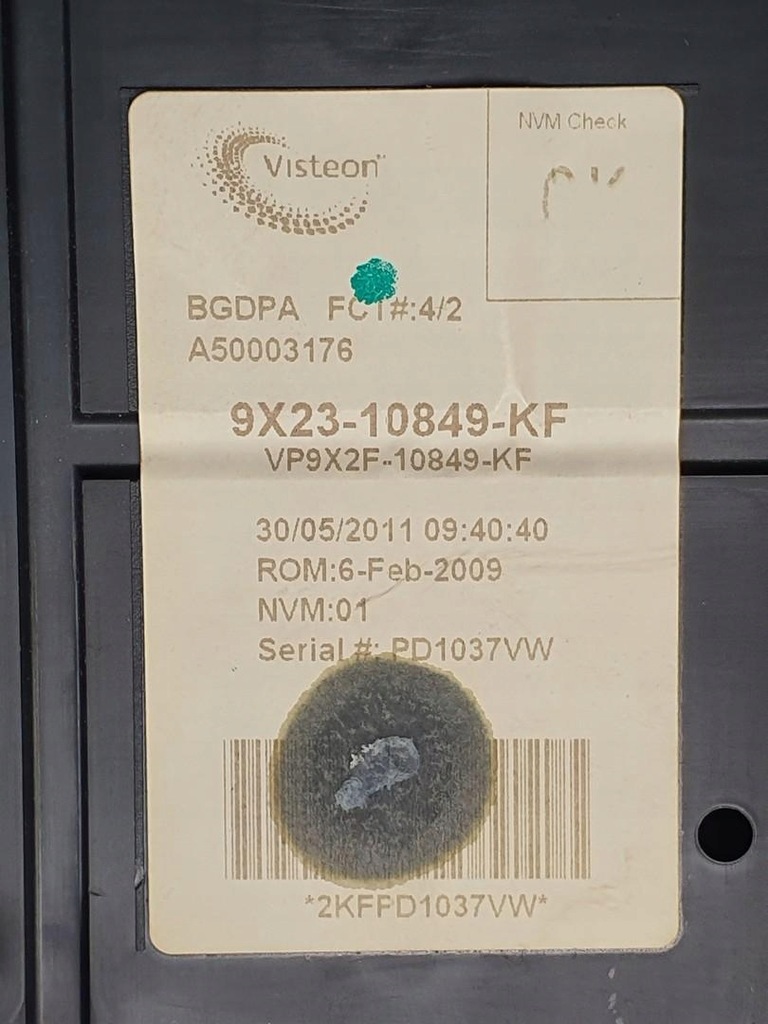 Visteon
NVM Check
BGDPA FCT#:4/2
A50003176
9X23-10849-KF
VP9X2F-10849-KF
30/05/2011 09:40:40
ROM:6-Feb-2009
NVM:01
Serial #: PD1037VW
*2KFPD1037VW*